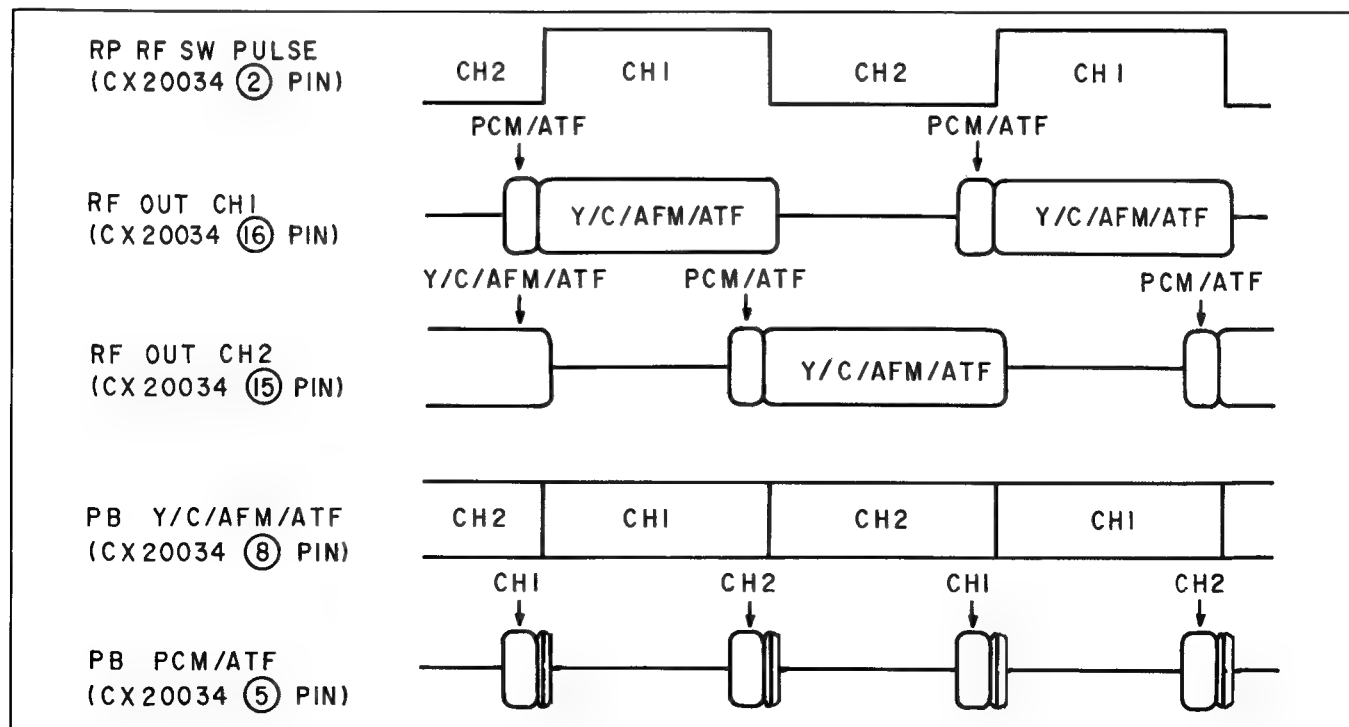 RP RF SW PULSE
(CX20034 ② PIN)
CH2 CH1 CH2 CH1
PCM/ATF PCM/ATF
RF OUT CH1
(CX20034 ⑯ PIN)
Y/C/AFM/ATF Y/C/AFM/ATF
Y/C/AFM/ATF PCM/ATF PCM/ATF
RF OUT CH2
(CX20034 ⑮ PIN)
Y/C/AFM/ATF
PB Y/C/AFM/ATF
(CX20034 ⑧ PIN)
CH2 CH1 CH2 CH1
CH1 CH2 CH1 CH2
PB PCM/ATF
(CX20034 ⑤ PIN)